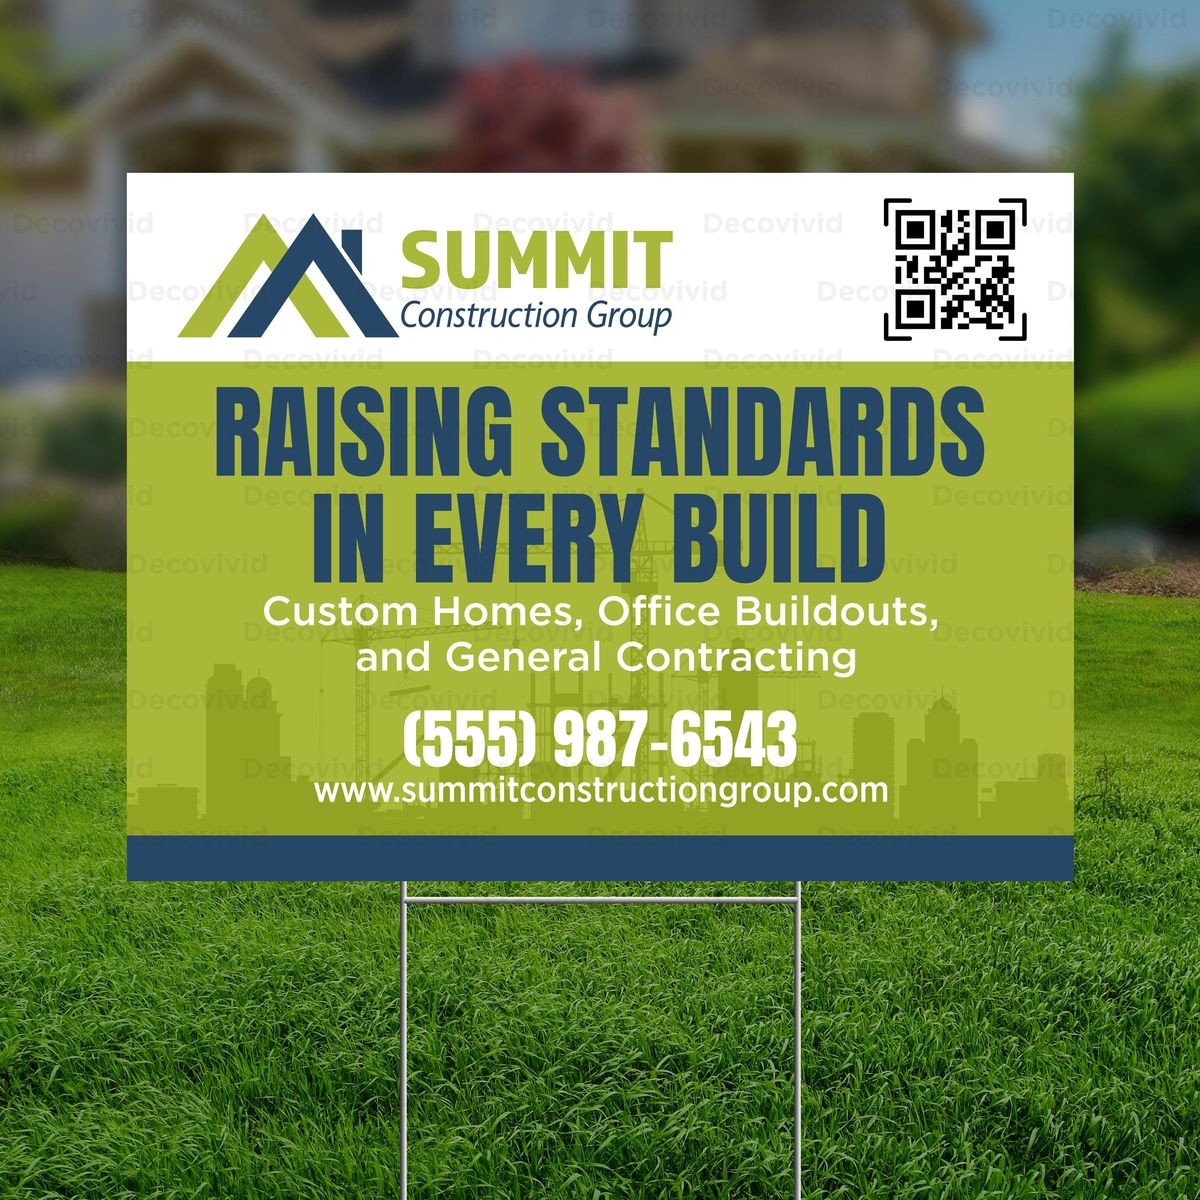 SUMMIT
Construction Group
RAISING STANDARDS
IN EVERY BUILD
Custom Homes, Office Buildouts,
and General Contracting
(555) 987-6543
www.summitconstructiongroup.com
Decovivid